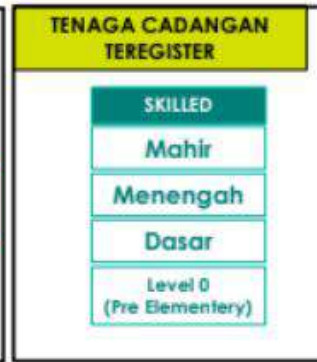 TENAGA CADANGAN
TEREGISTER
SKILLED
Mahir
Menengah
Dasar
Level 0
(Pre Elementery)